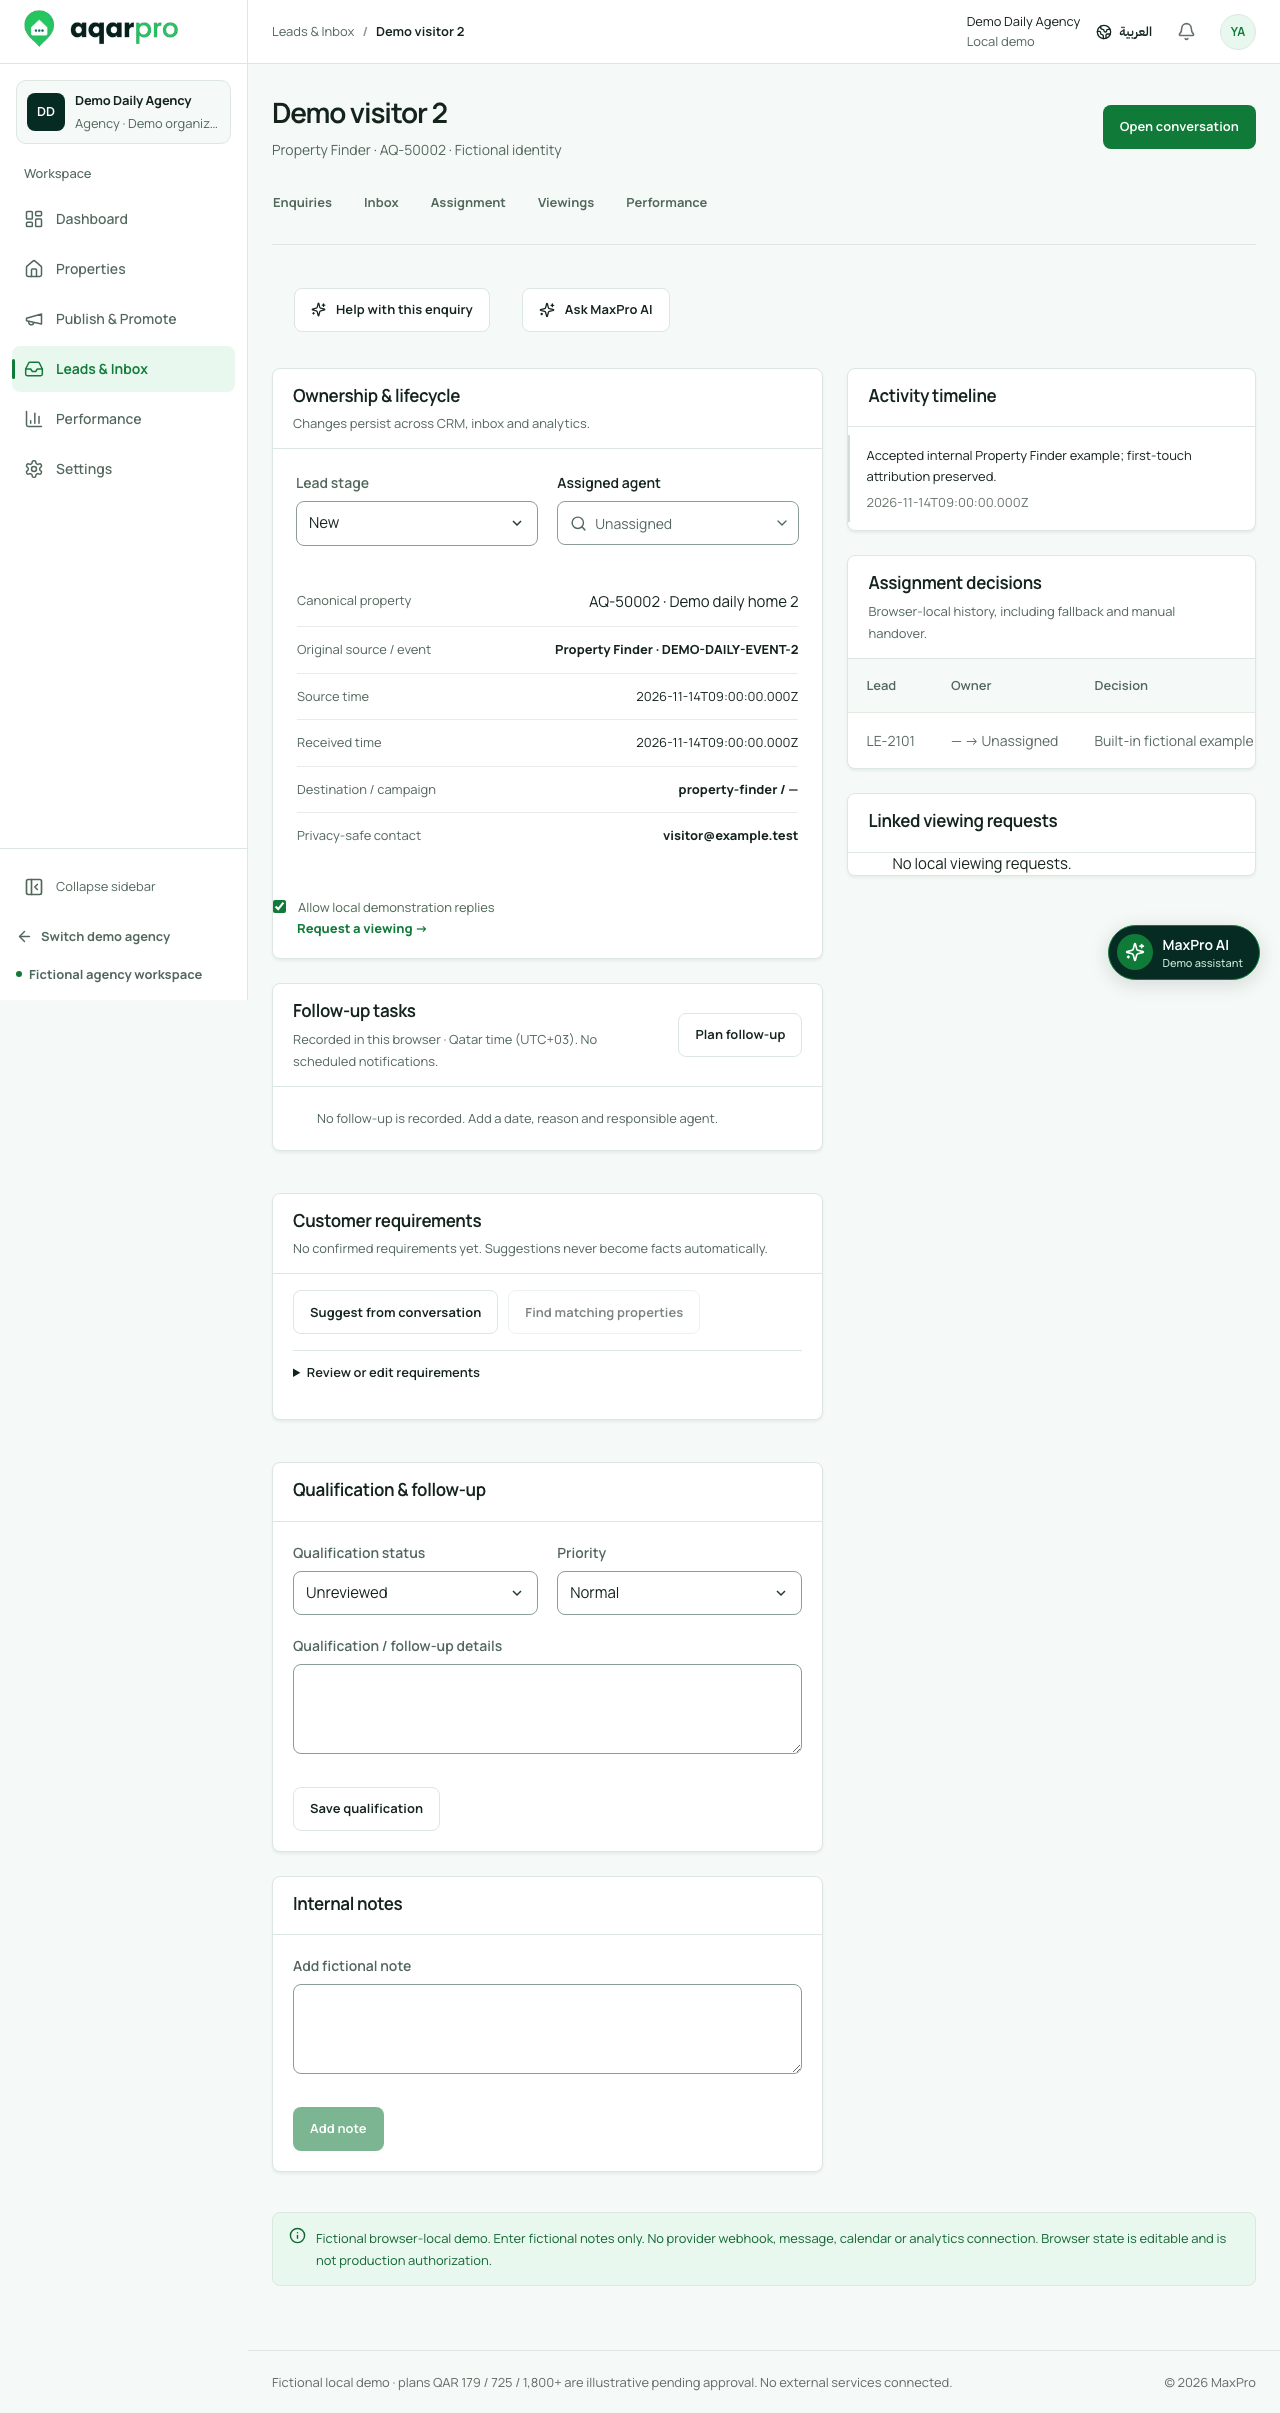 aqarpro
Leads & Inbox / Demo visitor 2
Demo Daily Agency
Local demo
العربية
YA
DD
Demo Daily Agency
Agency · Demo organiz...
Workspace
Dashboard
Properties
Publish & Promote
Leads & Inbox
Performance
Settings
Collapse sidebar
Switch demo agency
Fictional agency workspace
Demo visitor 2
Property Finder · AQ-50002 · Fictional identity
Open conversation
Enquiries Inbox Assignment Viewings Performance
Help with this enquiry
Ask MaxPro AI
Ownership & lifecycle
Changes persist across CRM, inbox and analytics.
Lead stage
New
Assigned agent
Unassigned
Canonical property AQ-50002 · Demo daily home 2
Original source / event Property Finder · DEMO-DAILY-EVENT-2
Source time 2026-11-14T09:00:00.000Z
Received time 2026-11-14T09:00:00.000Z
Destination / campaign property-finder / —
Privacy-safe contact visitor@example.test
Allow local demonstration replies
Request a viewing →
Follow-up tasks
Recorded in this browser · Qatar time (UTC+03). No
scheduled notifications.
Plan follow-up
No follow-up is recorded. Add a date, reason and responsible agent.
Customer requirements
No confirmed requirements yet. Suggestions never become facts automatically.
Suggest from conversation
Find matching properties
Review or edit requirements
Qualification & follow-up
Qualification status
Unreviewed
Priority
Normal
Qualification / follow-up details
Save qualification
Internal notes
Add fictional note
Add note
Activity timeline
Accepted internal Property Finder example; first-touch
attribution preserved.
2026-11-14T09:00:00.000Z
Assignment decisions
Browser-local history, including fallback and manual
handover.
Lead Owner Decision
LE-2101 — → Unassigned Built-in fictional example
Linked viewing requests
No local viewing requests.
MaxPro AI
Demo assistant
Fictional browser-local demo. Enter fictional notes only. No provider webhook, message, calendar or analytics connection. Browser state is editable and is
not production authorization.
Fictional local demo · plans QAR 179 / 725 / 1,800+ are illustrative pending approval. No external services connected.
© 2026 MaxPro